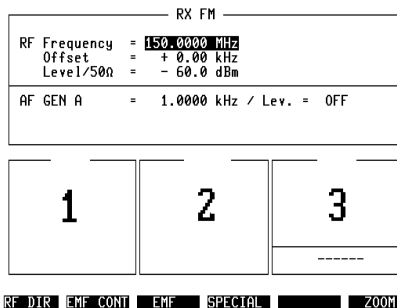 RX FM
RF Frequency = 150.0000 MHz
Offset = + 0.00 kHz
Level/50Ω = - 60.0 dBm
AF GEN A = 1.0000 kHz / Lev. = OFF
1 2 3
------
RF DIR EMF CONT EMF SPECIAL ZOOM